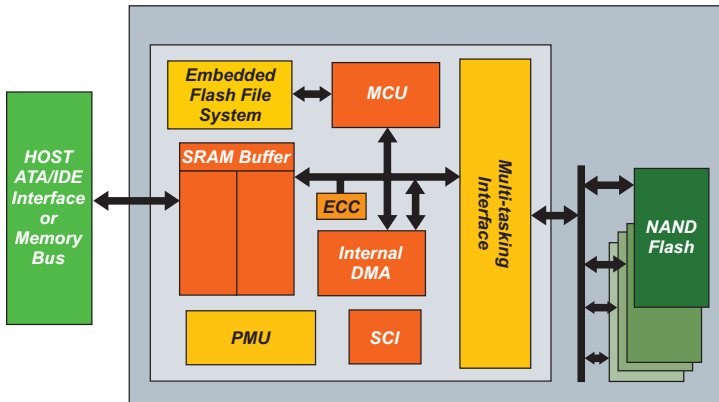 Embedded
Flash File
System
MCU
HOST
ATA/IDE
Interface
or
Memory
Bus
SRAM Buffer
ECC
Internal
DMA
Multi-tasking
Interface
NAND
Flash
PMU
SCI